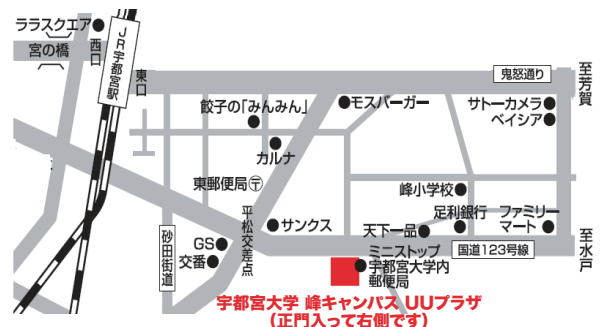 ララスクエア
宮の橋
西口
JR宇都宮駅
東口
鬼怒通り
至芳賀
餃子の「みんみん」
モスバーガー
サトーカメラ
ベイシア
カルナ
東郵便局〒
峰小学校
平松交差点
サンクス
足利銀行
ファミリーマート
天下一品
砂田街道
GS
交番
ミニストップ
国道123号線
至水戸
宇都宮大学内
郵便局
宇都宮大学 峰キャンパス UUプラザ
（正門入って右側です）